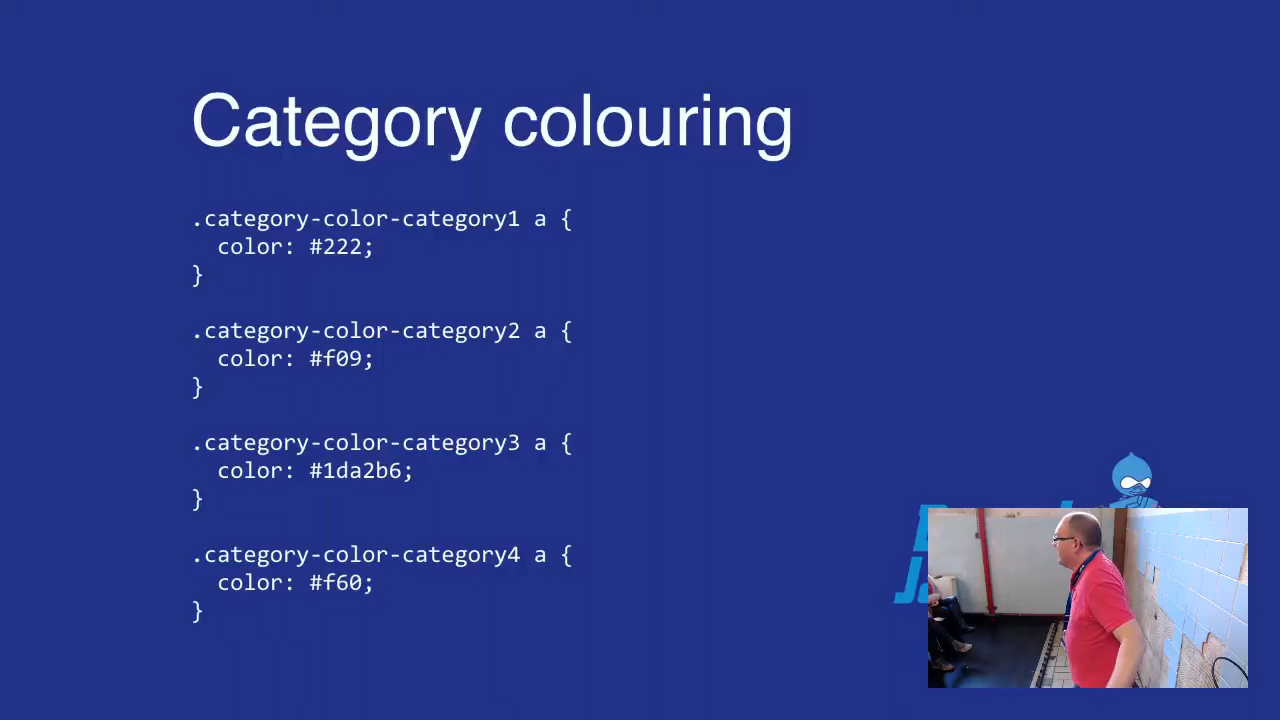 Category colouring
.category-color-category1 a {
  color: #222;
}
.category-color-category2 a {
  color: #f09;
}
.category-color-category3 a {
  color: #1da2b6;
}
.category-color-category4 a {
  color: #f60;
}